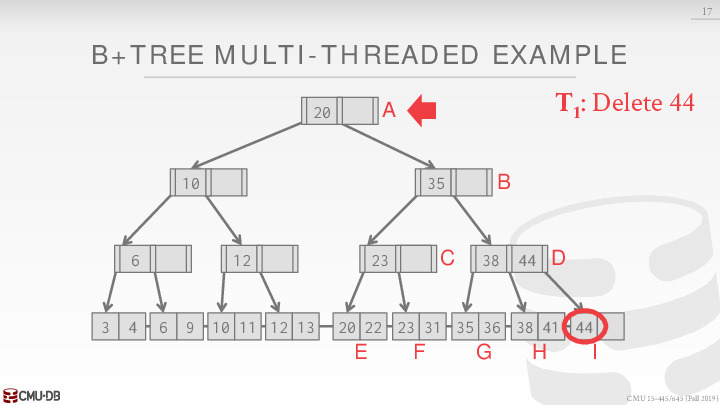 17
B+TREE MULTI-THREADED EXAMPLE
T1: Delete 44
20 A
10 35 B
6 12 23 C 38 44 D
3 4 6 9 10 11 12 13 20 22 23 31 35 36 38 41 44
E F G H I
CMU·DB
CMU 15-445/645 (Fall 2019)